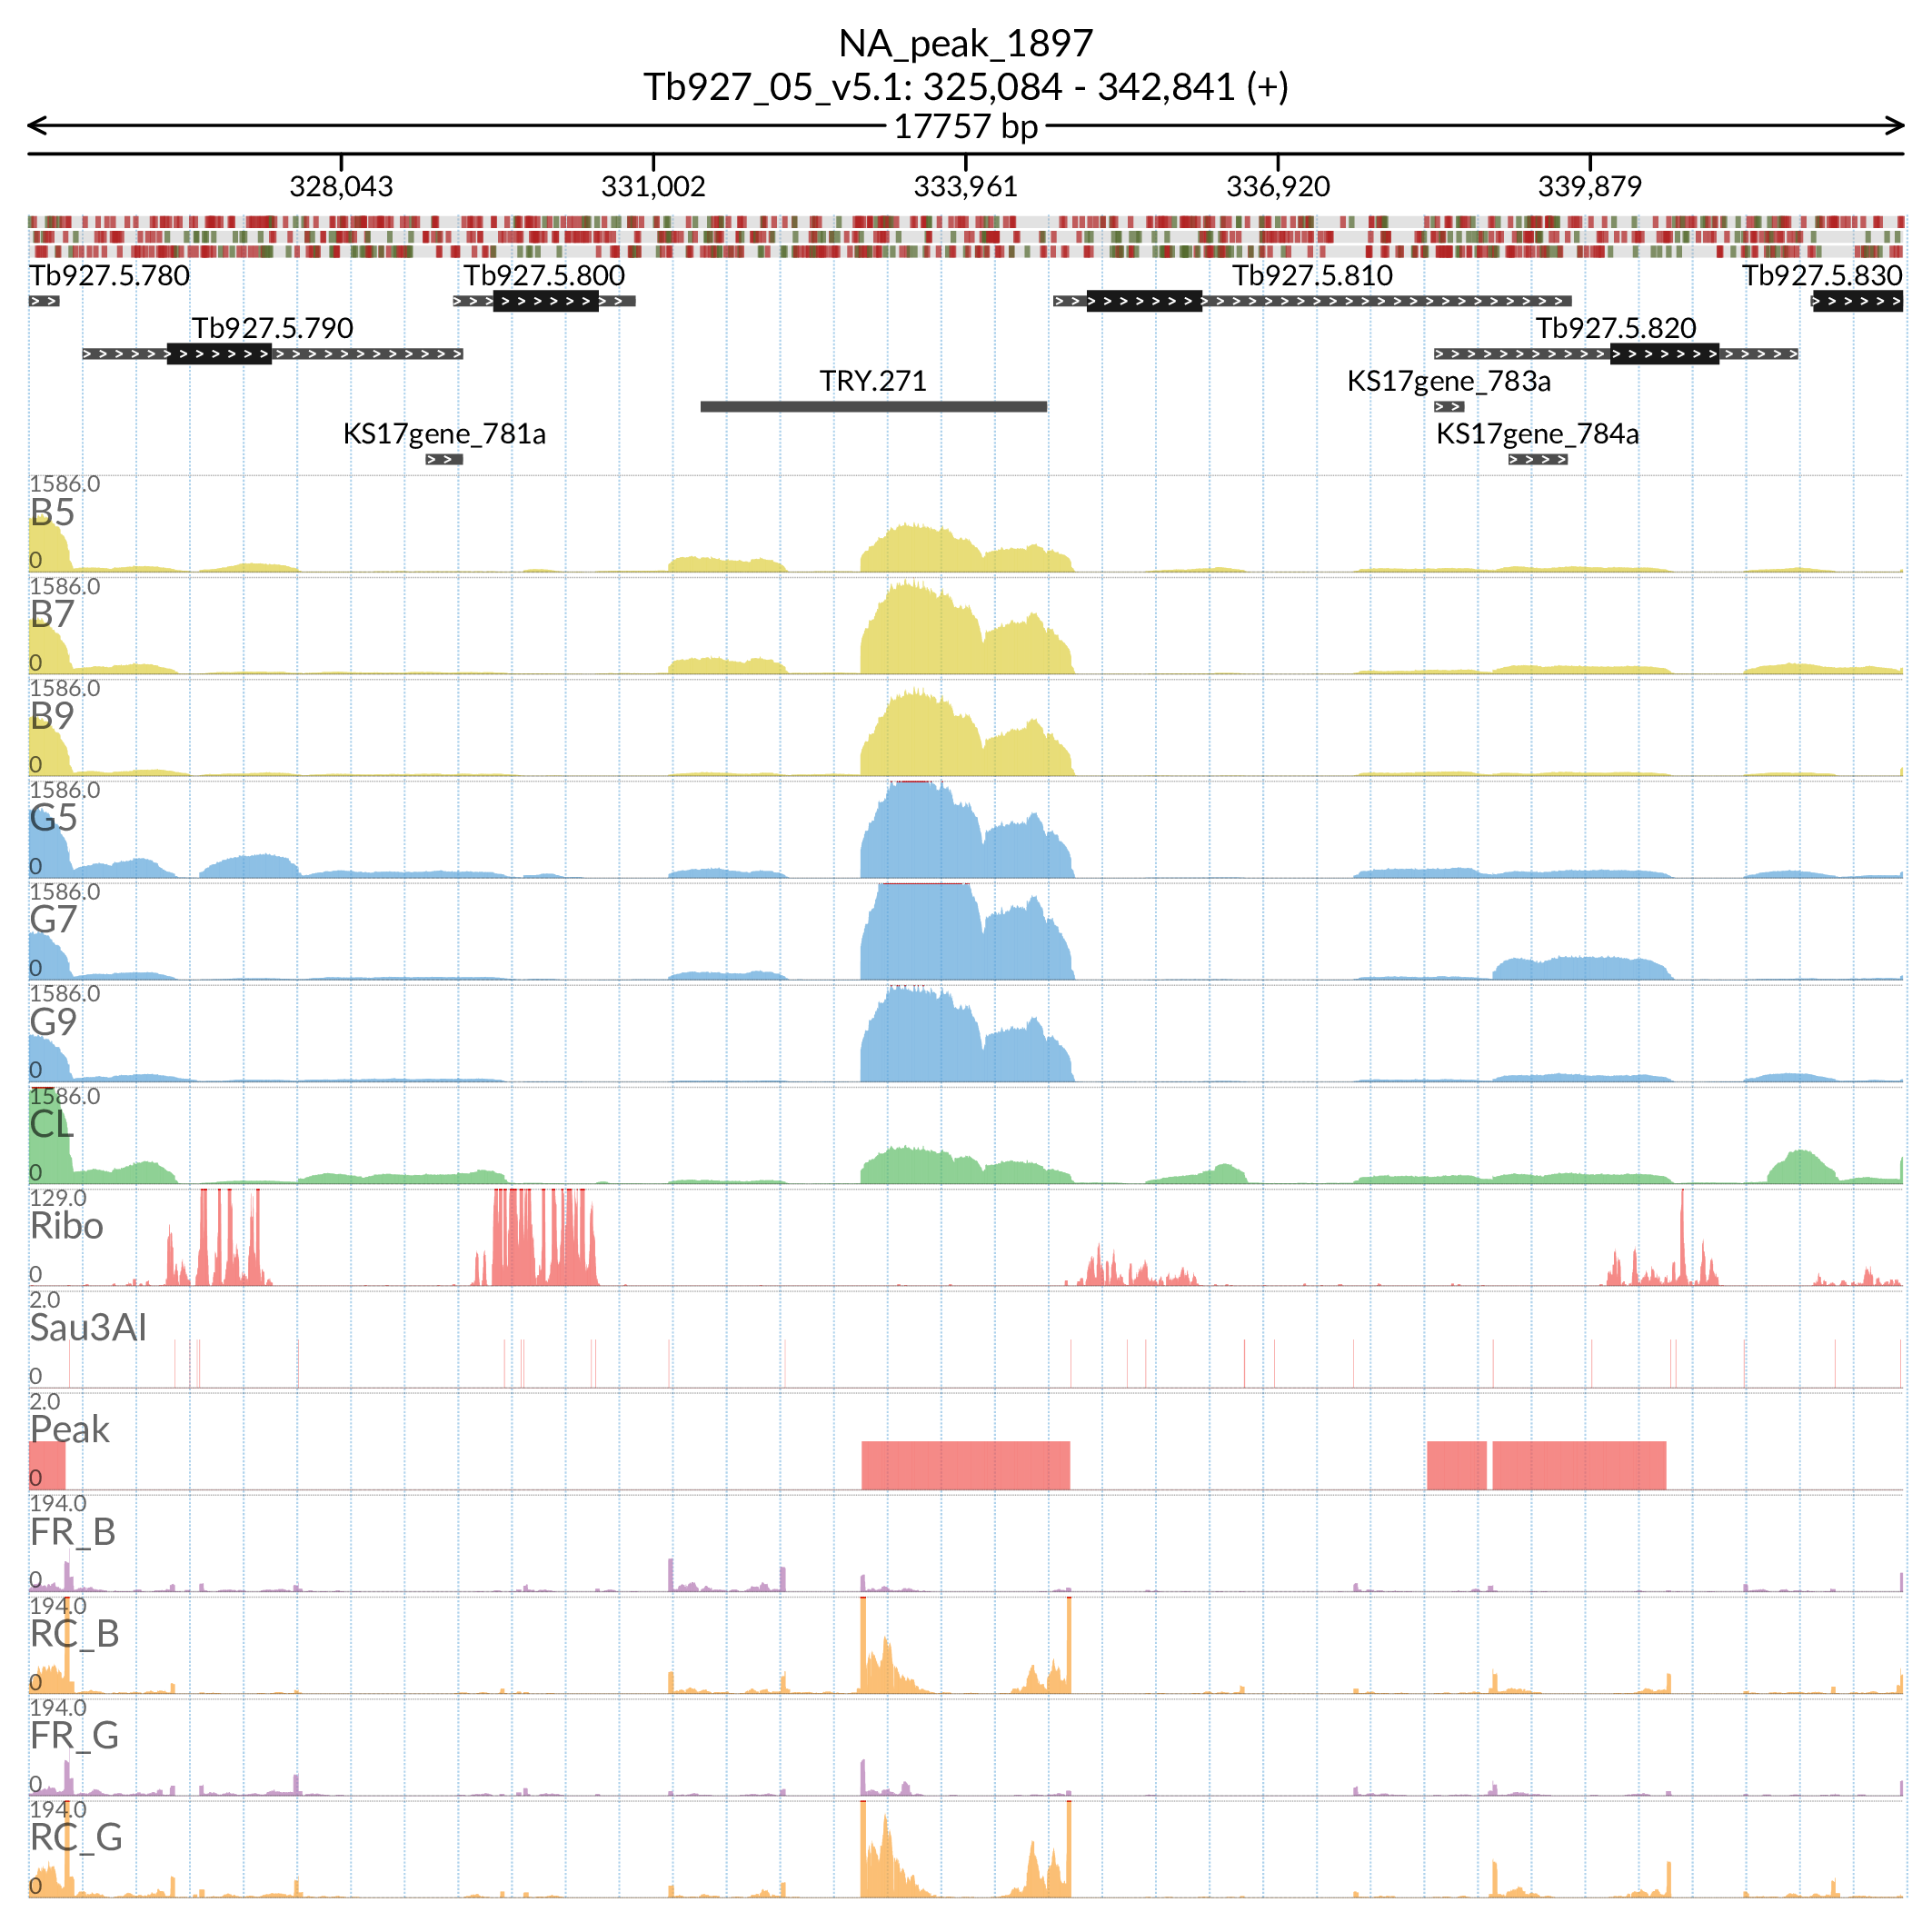 NA_peak_1897
Tb927_05_v5.1: 325,084 - 342,841 (+)
17757 bp
328,043 331,002 333,961 336,920 339,879
Tb927.5.780 Tb927.5.800 Tb927.5.810 Tb927.5.830
Tb927.5.790 Tb927.5.820
TRY.271 KS17gene_783a
KS17gene_781a KS17gene_784a
1586.0
B5
0
1586.0
B7
0
1586.0
B9
0
1586.0
G5
0
1586.0
G7
0
1586.0
G9
0
1586.0
CL
0
129.0
Ribo
0
2.0
Sau3AI
0
2.0
Peak
0
194.0
FR_B
0
194.0
RC_B
0
194.0
FR_G
0
194.0
RC_G
0